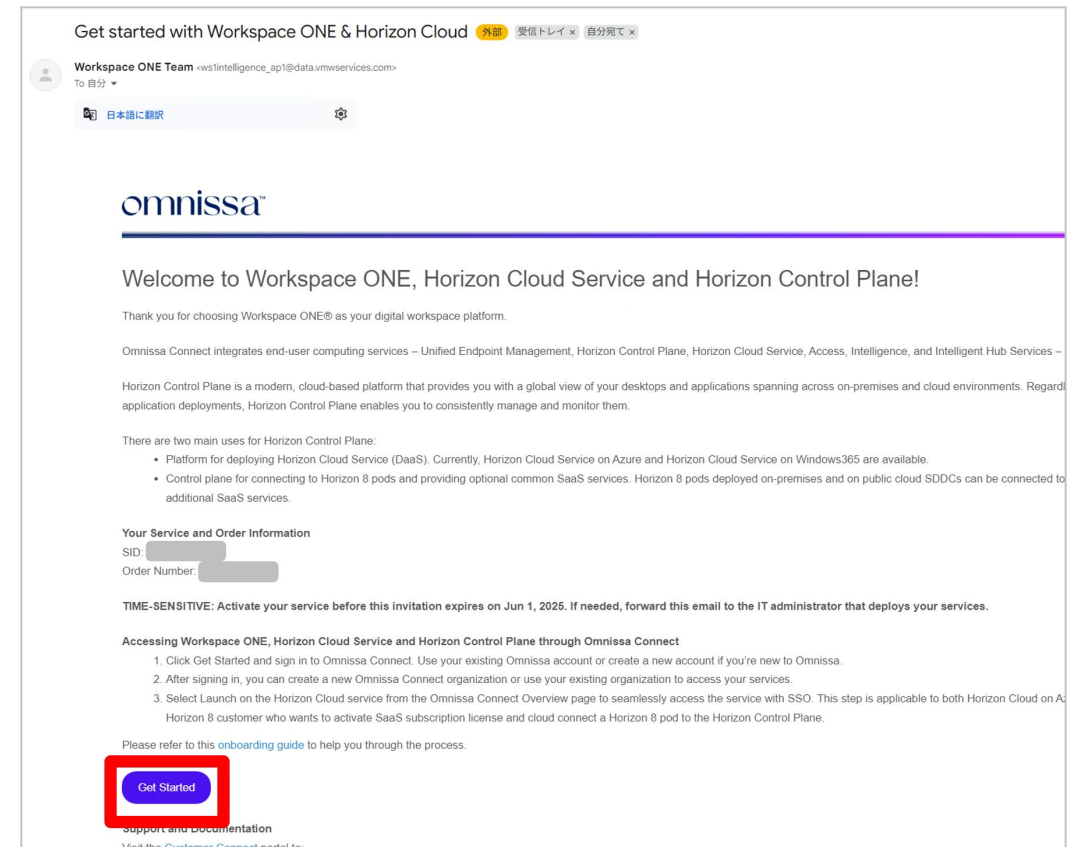 Get started with Workspace ONE & Horizon Cloud 外部 受信トレイ × 自分宛て ×
Workspace ONE Team <ws1intelligence_ap1@data.vmwservices.com>
To 自分
日本語に翻訳
omnissa™
Welcome to Workspace ONE, Horizon Cloud Service and Horizon Control Plane!
Thank you for choosing Workspace ONE® as your digital workspace platform.
Omnissa Connect integrates end-user computing services – Unified Endpoint Management, Horizon Control Plane, Horizon Cloud Service, Access, Intelligence, and Intelligent Hub Services –
Horizon Control Plane is a modern, cloud-based platform that provides you with a global view of your desktops and applications spanning across on-premises and cloud environments. Regardl
application deployments, Horizon Control Plane enables you to consistently manage and monitor them.
There are two main uses for Horizon Control Plane:
• Platform for deploying Horizon Cloud Service (DaaS). Currently, Horizon Cloud Service on Azure and Horizon Cloud Service on Windows365 are available.
• Control plane for connecting to Horizon 8 pods and providing optional common SaaS services. Horizon 8 pods deployed on-premises and on public cloud SDDCs can be connected to
additional SaaS services.
Your Service and Order Information
SID:
Order Number:
TIME-SENSITIVE: Activate your service before this invitation expires on Jun 1, 2025. If needed, forward this email to the IT administrator that deploys your services.
Accessing Workspace ONE, Horizon Cloud Service and Horizon Control Plane through Omnissa Connect
1. Click Get Started and sign in to Omnissa Connect. Use your existing Omnissa account or create a new account if you're new to Omnissa.
2. After signing in, you can create a new Omnissa Connect organization or use your existing organization to access your services.
3. Select Launch on the Horizon Cloud service from the Omnissa Connect Overview page to seamlessly access the service with SSO. This step is applicable to both Horizon Cloud on A
Horizon 8 customer who wants to activate SaaS subscription license and cloud connect a Horizon 8 pod to the Horizon Control Plane.
Please refer to this onboarding guide to help you through the process.
Get Started
Support and Documentation
Visit the Customer Connect portal to: